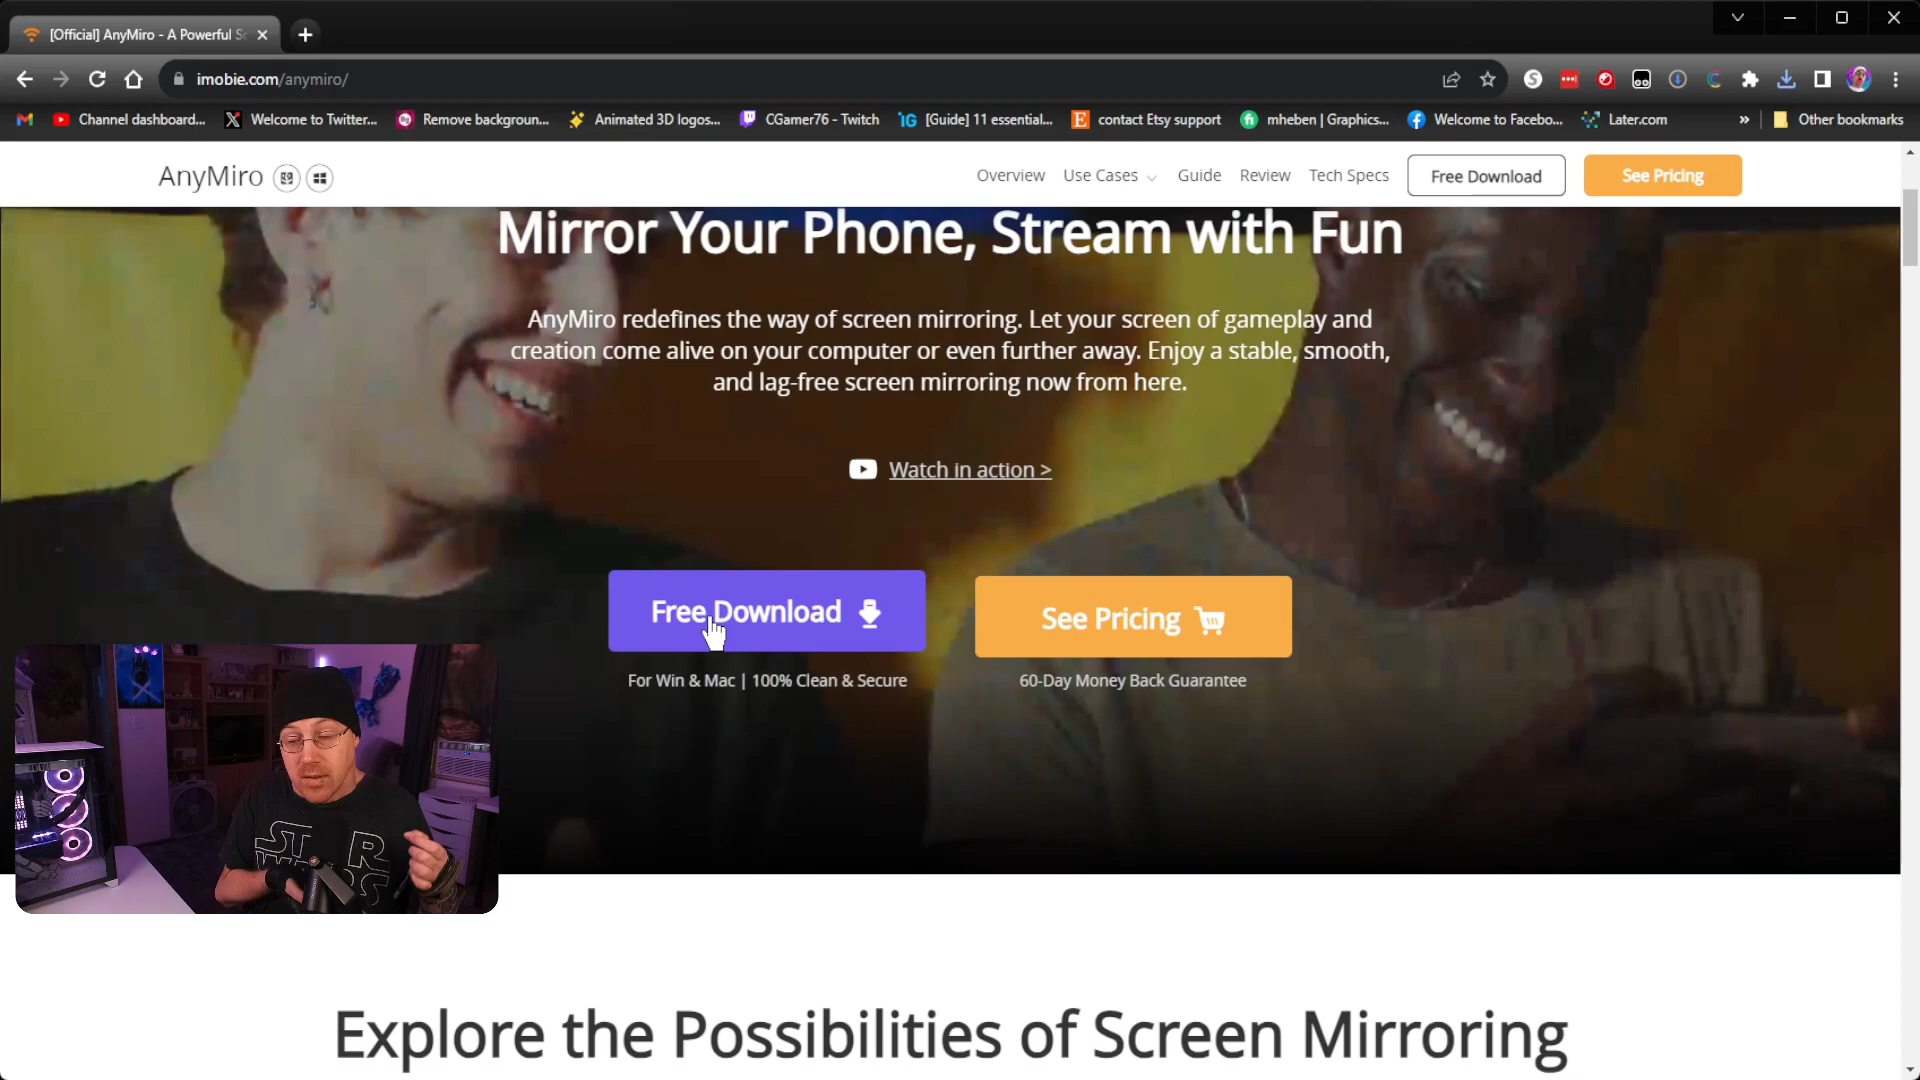 [Official] AnyMiro - A Powerful S
imobie.com/anymiro/
Channel dashboard...
Welcome to Twitter...
Remove backgroun...
Animated 3D logos...
CGamer76 - Twitch
[Guide] 11 essential...
contact Etsy support
mheben | Graphics...
Welcome to Facebo...
Later.com
»
Other bookmarks
AnyMiro
Overview
Use Cases
Guide
Review
Tech Specs
Free Download
See Pricing
Mirror Your Phone, Stream with Fun
AnyMiro redefines the way of screen mirroring. Let your screen of gameplay and
creation come alive on your computer or even further away. Enjoy a stable, smooth,
and lag-free screen mirroring now from here.
Watch in action >
Free Download
See Pricing
For Win & Mac | 100% Clean & Secure
60-Day Money Back Guarantee
STAR
Explore the Possibilities of Screen Mirroring